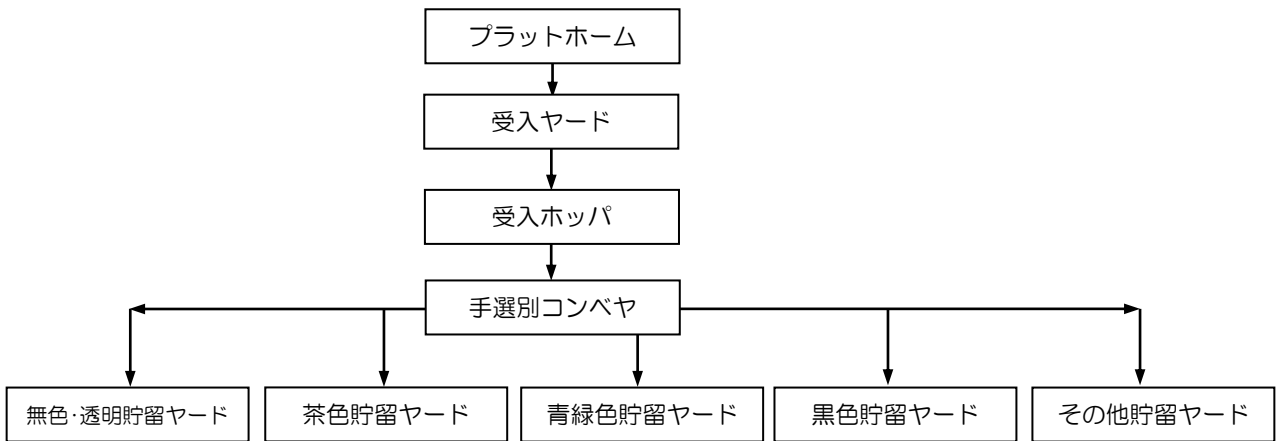 プラットホーム
受入ヤード
受入ホッパ
手選別コンベヤ
無色･透明貯留ヤード
茶色貯留ヤード
青緑色貯留ヤード
黒色貯留ヤード
その他貯留ヤード